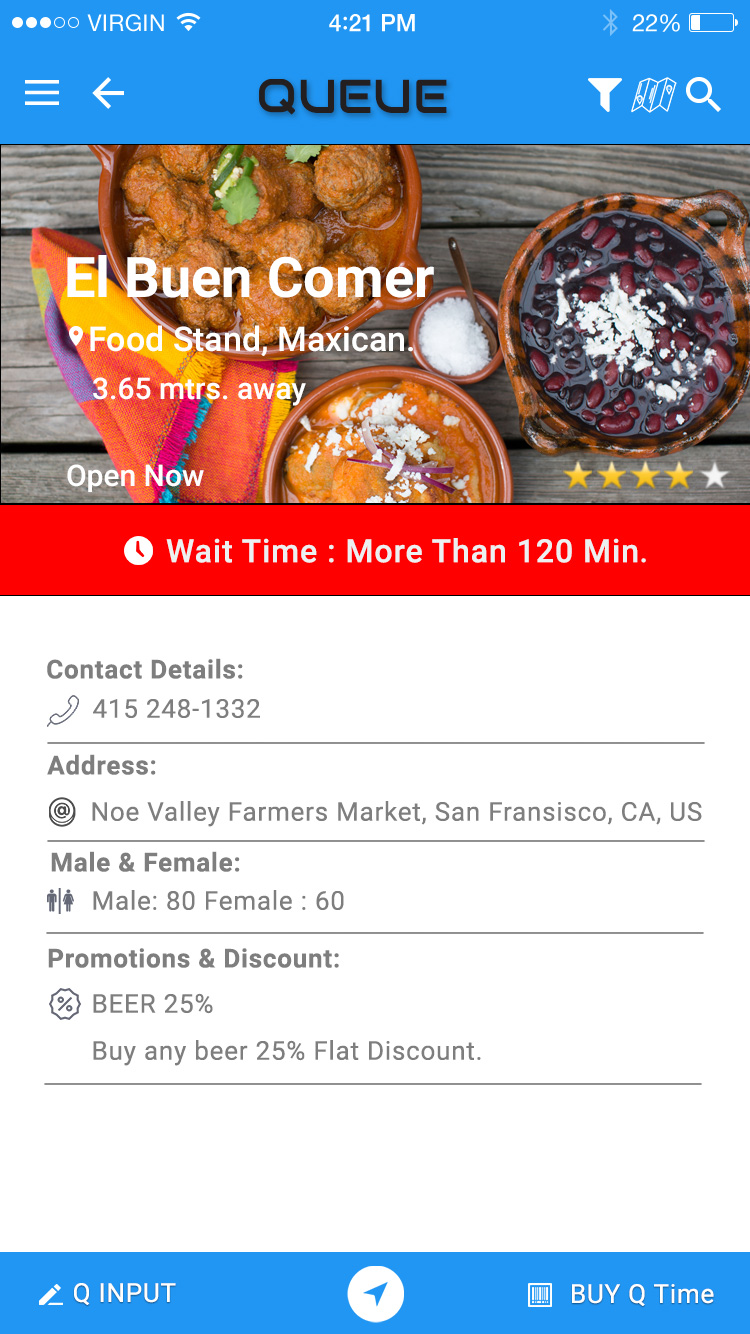 VIRGIN 4:21 PM 22%
QUEUE
El Buen Comer
Food Stand, Maxican.
3.65 mtrs. away
Open Now
Wait Time : More Than 120 Min.
Contact Details:
415 248-1332
Address:
@ Noe Valley Farmers Market, San Fransisco, CA, US
Male & Female:
Male: 80 Female : 60
Promotions & Discount:
% BEER 25%
Buy any beer 25% Flat Discount.
Q INPUT BUY Q Time